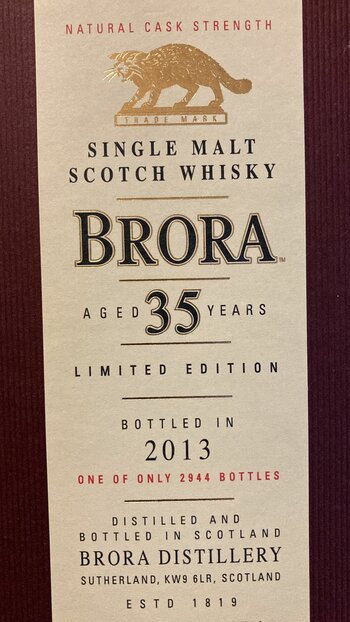 NATURAL CASK STRENGTH
TRADE MARK
SINGLE MALT
SCOTCH WHISKY
BRORA™
AGED 35 YEARS
LIMITED EDITION
BOTTLED IN
2013
ONE OF ONLY 2944 BOTTLES
DISTILLED AND
BOTTLED IN SCOTLAND
BRORA DISTILLERY
SUTHERLAND, KW9 6LR, SCOTLAND
ESTD 1819